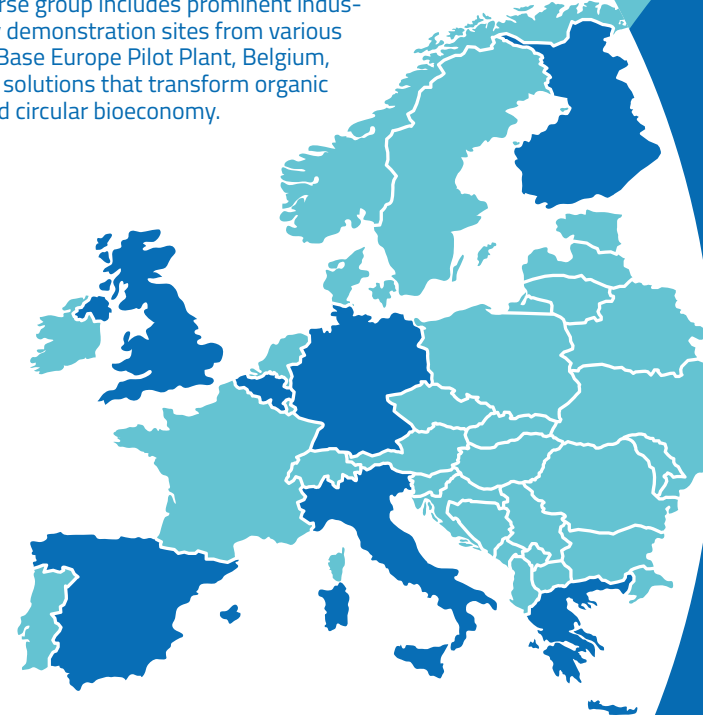 rse group includes prominent indus-
demonstration sites from various
Base Europe Pilot Plant, Belgium,
solutions that transform organic
d circular bioeconomy.